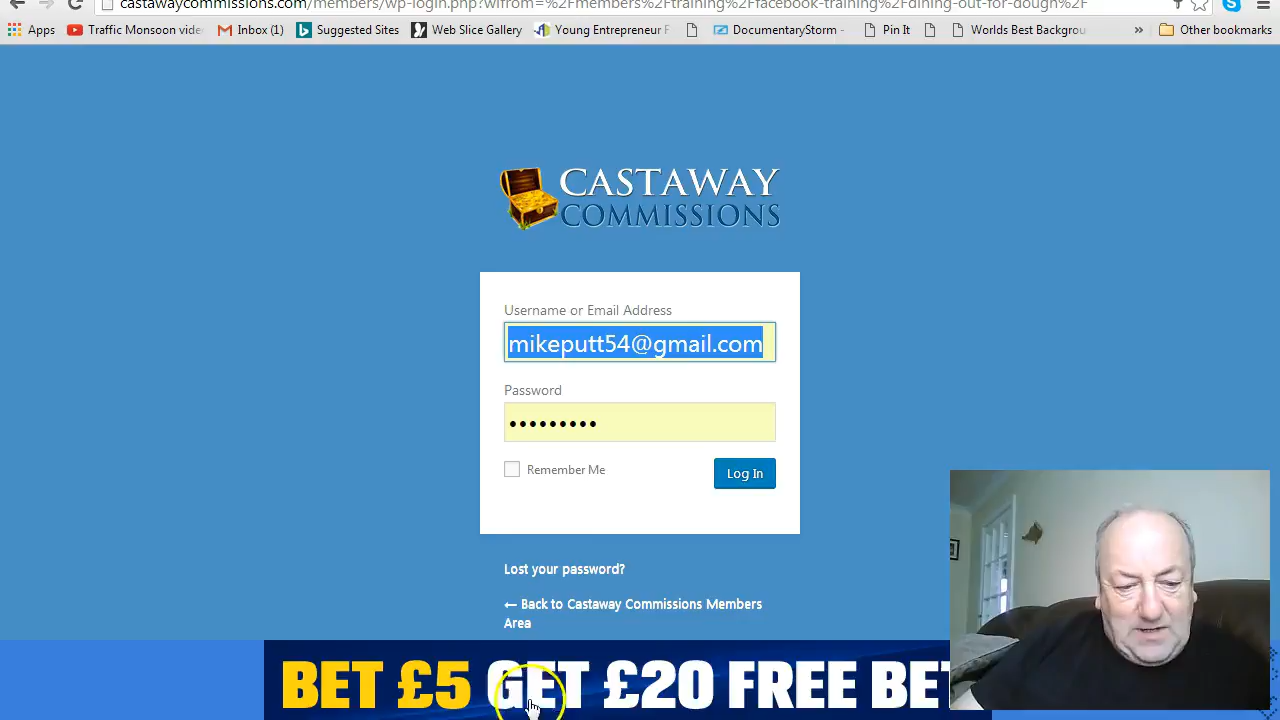 castawaycommissions.com/members/wp-login.php?wlfrom=%2Fmembers%2Ftraining%2Ffacebook-training%2Fdining-out-for-dough%2F
Apps Traffic Monsoon vide Inbox (1) Suggested Sites Web Slice Gallery Young Entrepreneur F DocumentaryStorm - Pin It Worlds Best Backgrou » Other bookmarks
CASTAWAY
COMMISSIONS
Username or Email Address
mikeputt54@gmail.com
Password
Remember Me
Log In
Lost your password?
← Back to Castaway Commissions Members
Area
BET £5 GET £20 FREE BET